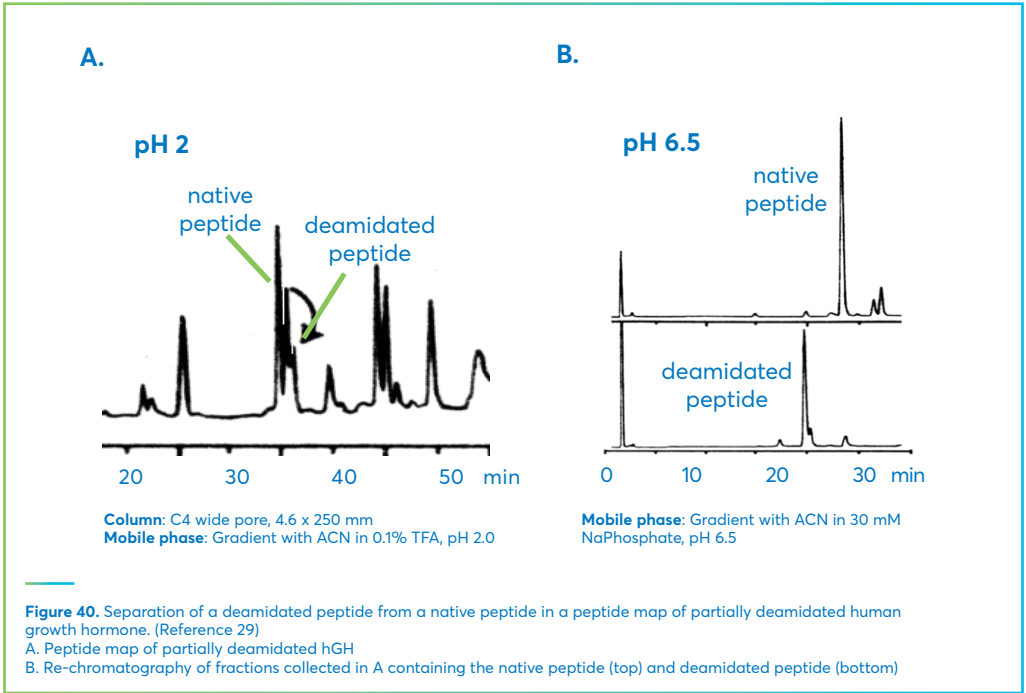 A.
B.
pH 2
pH 6.5
native
peptide
deamidated
peptide
native
peptide
deamidated
peptide
20 30 40 50 min
0 10 20 30 min
Column: C4 wide pore, 4.6 x 250 mm
Mobile phase: Gradient with ACN in 0.1% TFA, pH 2.0
Mobile phase: Gradient with ACN in 30 mM
NaPhosphate, pH 6.5
Figure 40. Separation of a deamidated peptide from a native peptide in a peptide map of partially deamidated human
growth hormone. (Reference 29)
A. Peptide map of partially deamidated hGH
B. Re-chromatography of fractions collected in A containing the native peptide (top) and deamidated peptide (bottom)